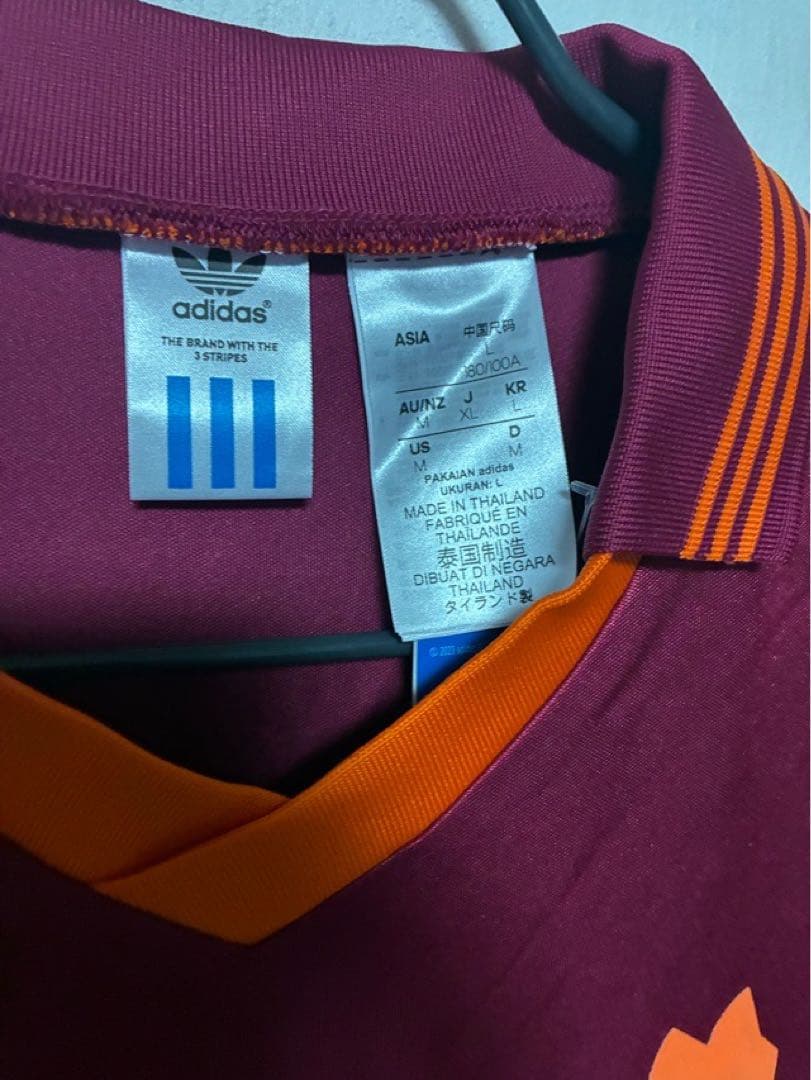 adidas®
THE BRAND WITH THE
3 STRIPES
ASIA 中国尺码
L
180/100A
AU/NZ J KR
M XL L
US D
M M
PAKAIAN adidas
UKURAN: L
MADE IN THAILAND
FABRIQUÉ EN
THAÏLANDE
泰国制造
DIBUAT DI NEGARA
THAILAND
タイランド製